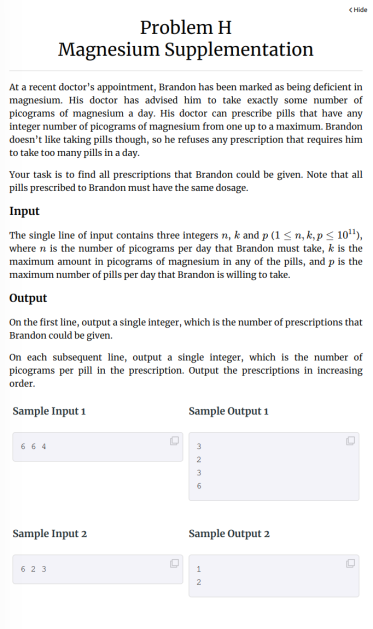 < Hide
Problem H
Magnesium Supplementation
At a recent doctor's appointment, Brandon has been marked as being deficient in
magnesium. His doctor has advised him to take exactly some number of
picograms of magnesium a day. His doctor can prescribe pills that have any
integer number of picograms of magnesium from one up to a maximum. Brandon
doesn't like taking pills though, so he refuses any prescription that requires him
to take too many pills in a day.
Your task is to find all prescriptions that Brandon could be given. Note that all
pills prescribed to Brandon must have the same dosage.
Input
The single line of input contains three integers n, k and p (1 ≤ n, k, p ≤ 10¹¹),
where n is the number of picograms per day that Brandon must take, k is the
maximum amount in picograms of magnesium in any of the pills, and p is the
maximum number of pills per day that Brandon is willing to take.
Output
On the first line, output a single integer, which is the number of prescriptions that
Brandon could be given.
On each subsequent line, output a single integer, which is the number of
picograms per pill in the prescription. Output the prescriptions in increasing
order.
Sample Input 1
6 6 4
Sample Output 1
3
2
3
6
Sample Input 2
6 2 3
Sample Output 2
1
2